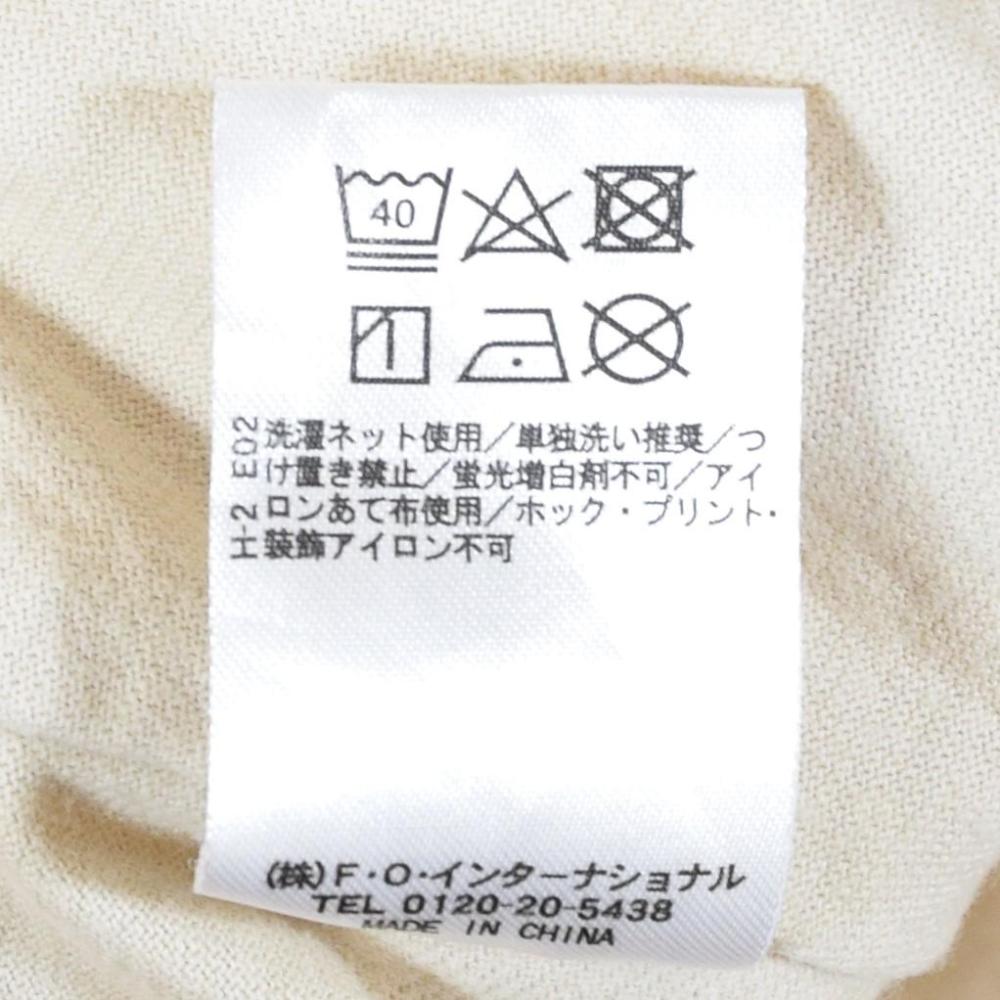 40
洗濯ネット使用／単独洗い推奨／つ
け置き禁止／蛍光増白剤不可／アイ
ロンあて布使用／ホック・プリント・
装飾アイロン不可
E02
(株)F・O・インターナショナル
TEL 0120-20-5438
MADE IN CHINA